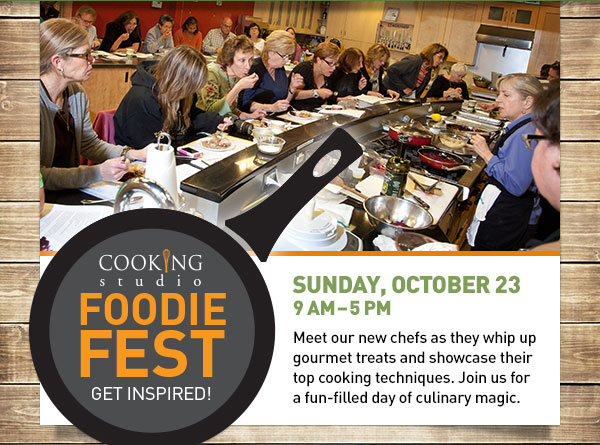 COOKING
studio
FOODIE
FEST
GET INSPIRED!
SUNDAY, OCTOBER 23
9 AM–5 PM
Meet our new chefs as they whip up
gourmet treats and showcase their
top cooking techniques. Join us for
a fun-filled day of culinary magic.